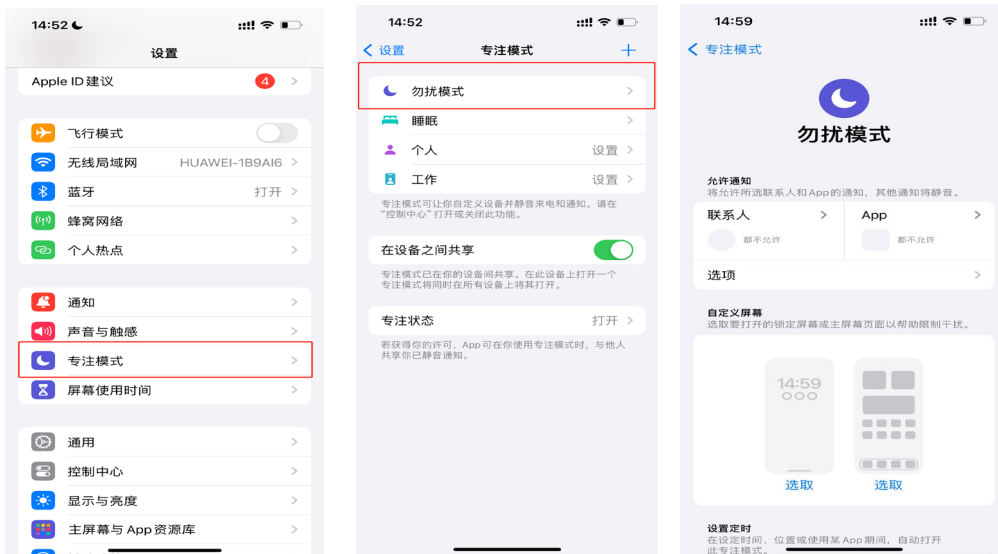 14:52
设置
Apple ID建议
4
飞行模式
无线局域网
HUAWEI-1B9AI6
蓝牙
打开
蜂窝网络
个人热点
通知
声音与触感
专注模式
屏幕使用时间
通用
控制中心
显示与亮度
主屏幕与 App 资源库
14:52
设置
专注模式
勿扰模式
睡眠
个人
设置
工作
设置
专注模式可让你自定义设备并静音来电和通知。请在
“控制中心”打开或关闭此功能。
在设备之间共享
专注模式已在你的设备间共享。在此设备上打开一个
专注模式将同时在所有设备上将其打开。
专注状态
打开
若获得你的许可，App 可在你使用专注模式时，与他人
共享你已静音通知。
14:59
专注模式
勿扰模式
允许通知
将允许所选联系人和App的通知，其他通知将静音。
联系人
都不允许
App
都不允许
选项
自定义屏幕
选取要打开的锁定屏幕或主屏幕页面以帮助限制干扰。
14:59
选取
选取
设置定时
在设定时间、位置或使用某 App 期间，自动打开
此专注模式。